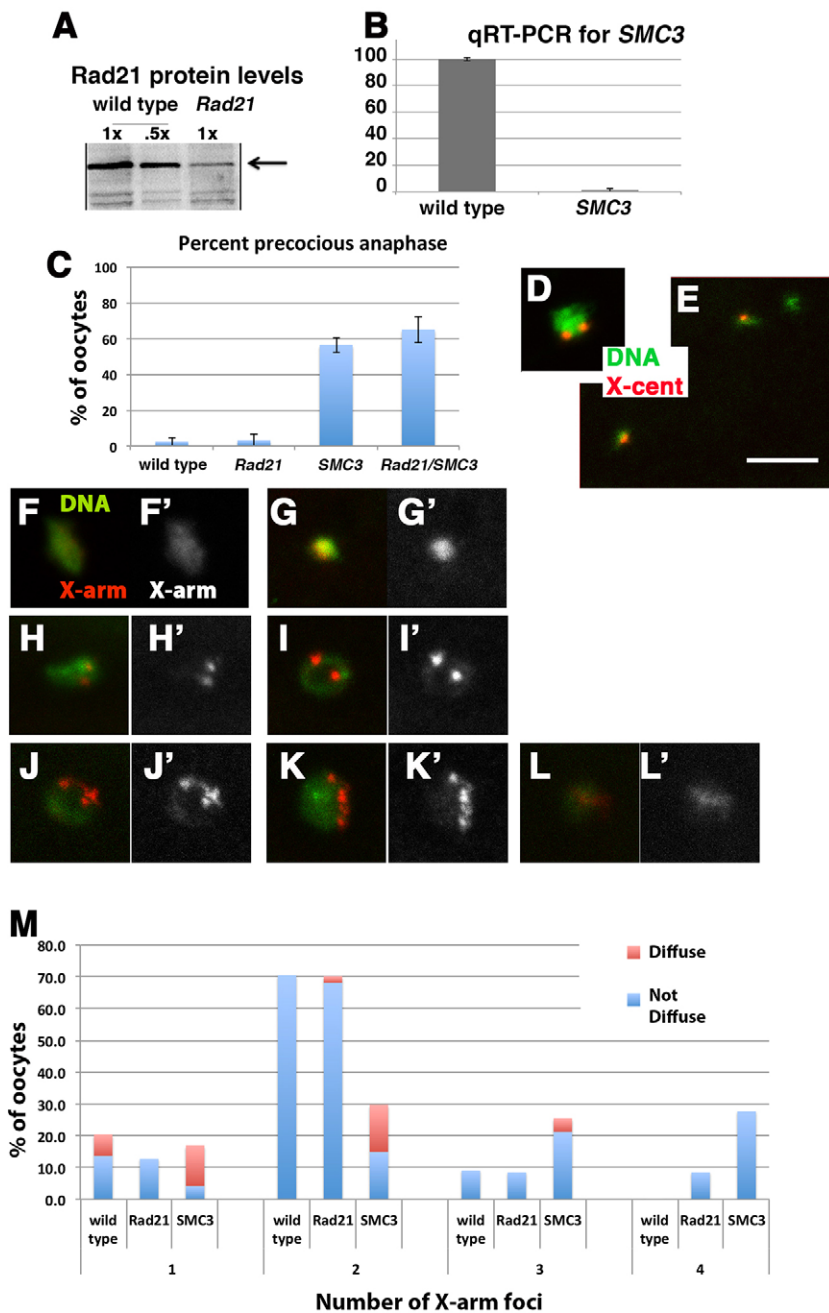 A
Rad21 protein levels
wild type Rad21
1x .5x 1x
B
qRT-PCR for SMC3
100
80
60
40
20
0
wild type SMC3
C
Percent precocious anaphase
% of oocytes
100
80
60
40
20
0
wild type Rad21 SMC3 Rad21/SMC3
D
E
DNA
X-cent
F DNA
X-arm
F'
X-arm
G G'
H H'
I I'
J J'
K K'
L L'
M
% of oocytes
80.0
70.0
60.0
50.0
40.0
30.0
20.0
10.0
0.0
Diffuse
Not
Diffuse
wild type Rad21 SMC3 wild type Rad21 SMC3 wild type Rad21 SMC3 wild type Rad21 SMC3
1 2 3 4
Number of X-arm foci